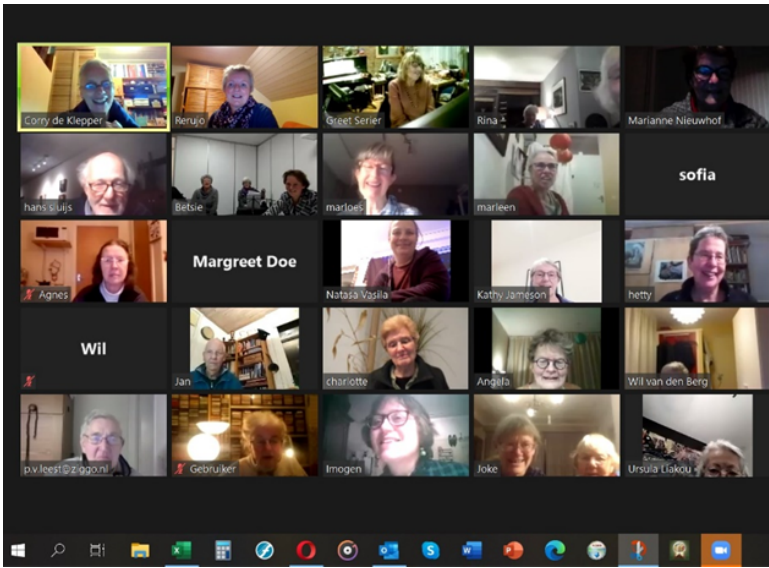 Corry de Klepper
Rerujo
Greet Serier
Rina
Marianne Nieuwhof
hans sluijs
Betsie
marloes
marleen
sofia
Agnes
Margreet Doe
Natasa Vasila
Kathy Jameson
hetty
Wil
Jan
charlotte
Angela
Wil van den Berg
p.v.leest@ziggo.nl
Gebruiker
Imogen
Joke
Ursula Liakou